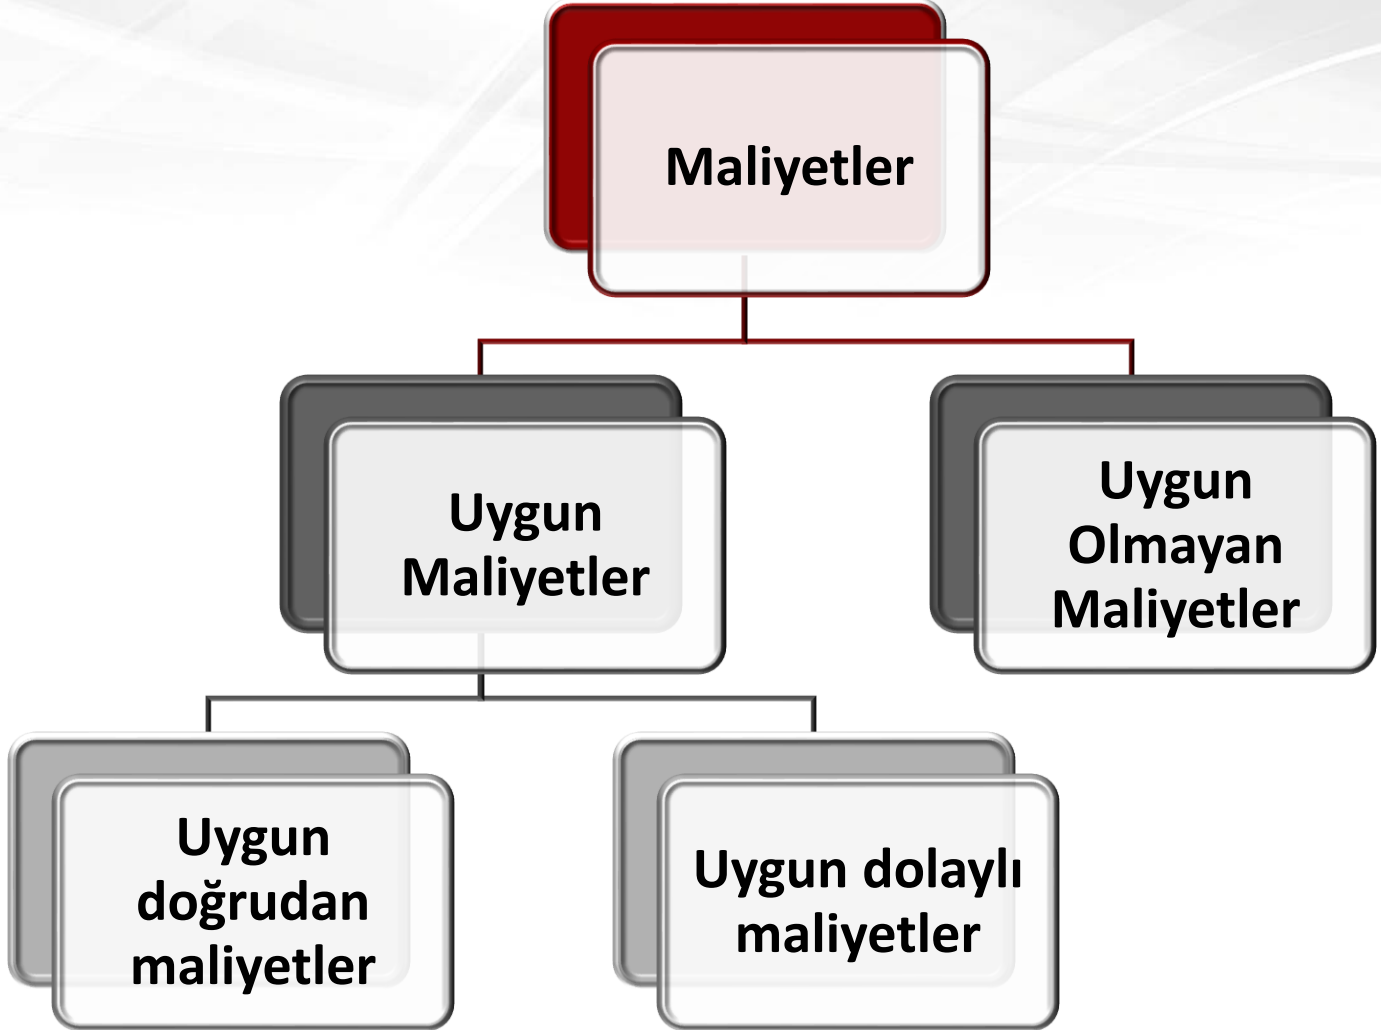 Maliyetler
Uygun
Maliyetler
Uygun
Olmayan
Maliyetler
Uygun
doğrudan
maliyetler
Uygun dolaylı
maliyetler